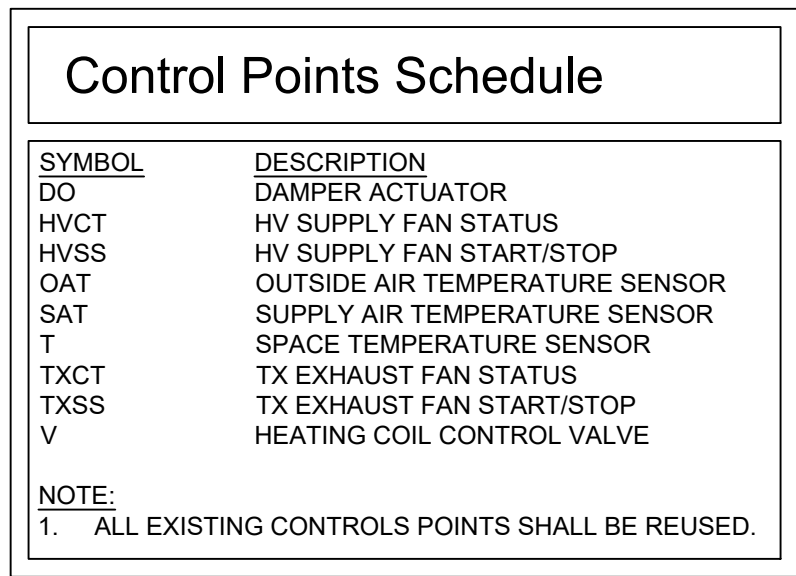 Control Points Schedule
SYMBOL DESCRIPTION
DO DAMPER ACTUATOR
HVCT HV SUPPLY FAN STATUS
HVSS HV SUPPLY FAN START/STOP
OAT OUTSIDE AIR TEMPERATURE SENSOR
SAT SUPPLY AIR TEMPERATURE SENSOR
T SPACE TEMPERATURE SENSOR
TXCT TX EXHAUST FAN STATUS
TXSS TX EXHAUST FAN START/STOP
V HEATING COIL CONTROL VALVE
NOTE:
1. ALL EXISTING CONTROLS POINTS SHALL BE REUSED.